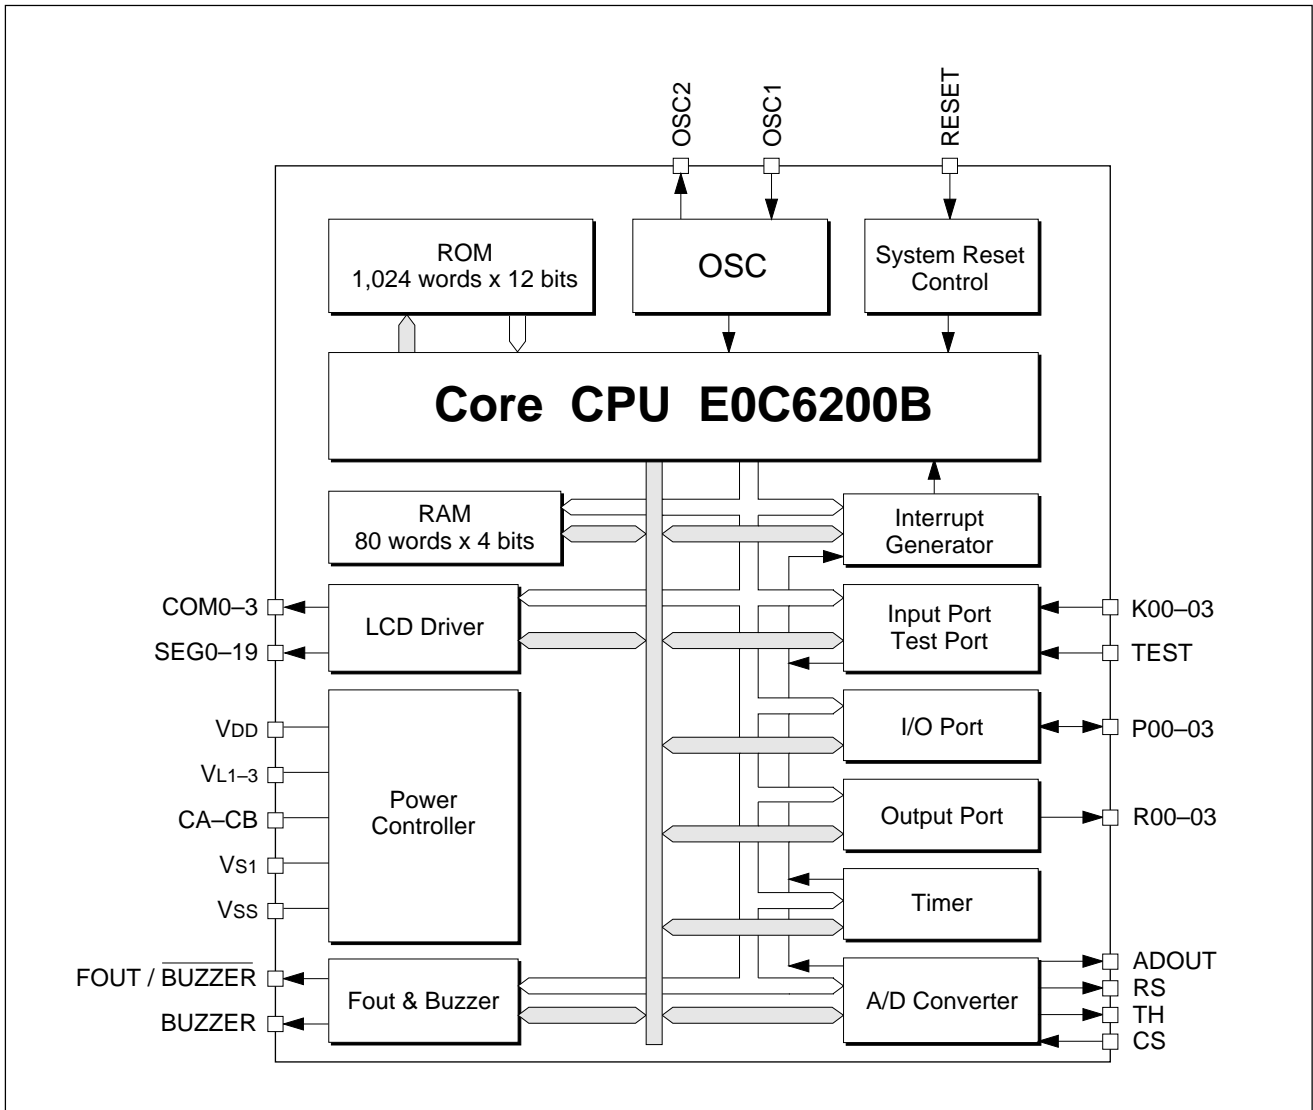 OSC2
OSC1
RESET
ROM
1,024 words x 12 bits
OSC
System Reset
Control
Core CPU E0C6200B
RAM
80 words x 4 bits
Interrupt
Generator
COM0–3
SEG0–19
LCD Driver
Input Port
Test Port
K00–03
TEST
VDD
VL1–3
CA–CB
VS1
VSS
Power
Controller
I/O Port
P00–03
Output Port
R00–03
Timer
FOUT / BUZZER
BUZZER
Fout & Buzzer
A/D Converter
ADOUT
RS
TH
CS